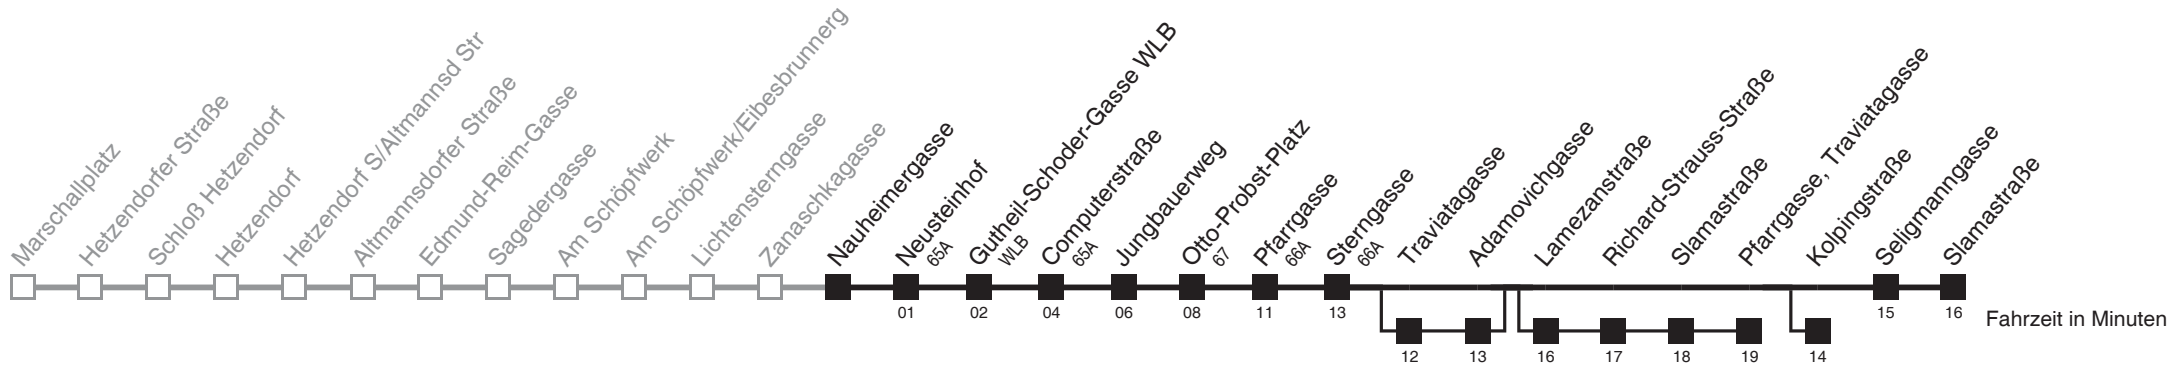 Marschallplatz
Hetzendorfer Straße
Schloß Hetzendorf
Hetzendorf
Hetzendorf S/Altmannsd Str
Altmannsdorfer Straße
Edmund-Reim-Gasse
Sagedergasse
Am Schöpfwerk
Am Schöpfwerk/Eibesbrunnerg
Lichtensterngasse
Zanaschkagasse
Nauheimergasse
Neusteinhof
65A
Gutheil-Schoder-Gasse WLB
WLB
Computerstraße
65A
Jungbauerweg
Otto-Probst-Platz
67
Pfarrgasse
66A
Sterngasse
66A
Traviatagasse
Adamovichgasse
Lamezanstraße
Richard-Strauss-Straße
Slamastraße
Pfarrgasse, Traviatagasse
Kolpingstraße
Seligmanngasse
Slamastraße
01 02 04 06 08 11 13 15 16
Fahrzeit in Minuten
12 13 16 17 18 19 14